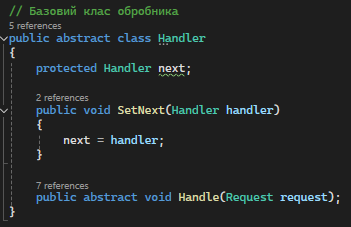 // Базовий клас обробника
5 references
public abstract class Handler
{
protected Handler next;
2 references
public void SetNext(Handler handler)
{
next = handler;
}
7 references
public abstract void Handle(Request request);
}